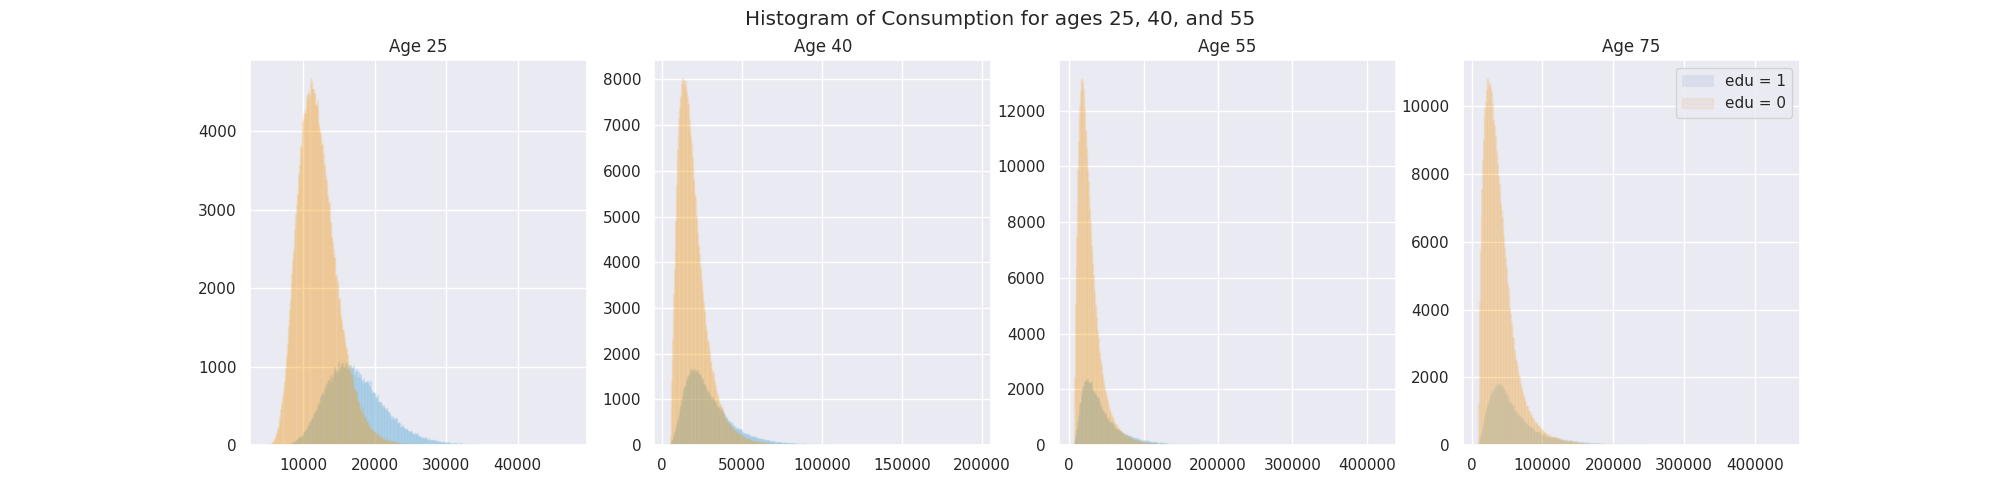 Histogram of Consumption for ages 25, 40, and 55
Age 25
4000
3000
2000
1000
0
10000 20000 30000 40000
Age 40
8000
7000
6000
5000
4000
3000
2000
1000
0
0 50000 100000 150000 200000
Age 55
12000
10000
8000
6000
4000
2000
0
0 100000 200000 300000 400000
Age 75
edu = 1
edu = 0
10000
8000
6000
4000
2000
0
0 100000 200000 300000 400000